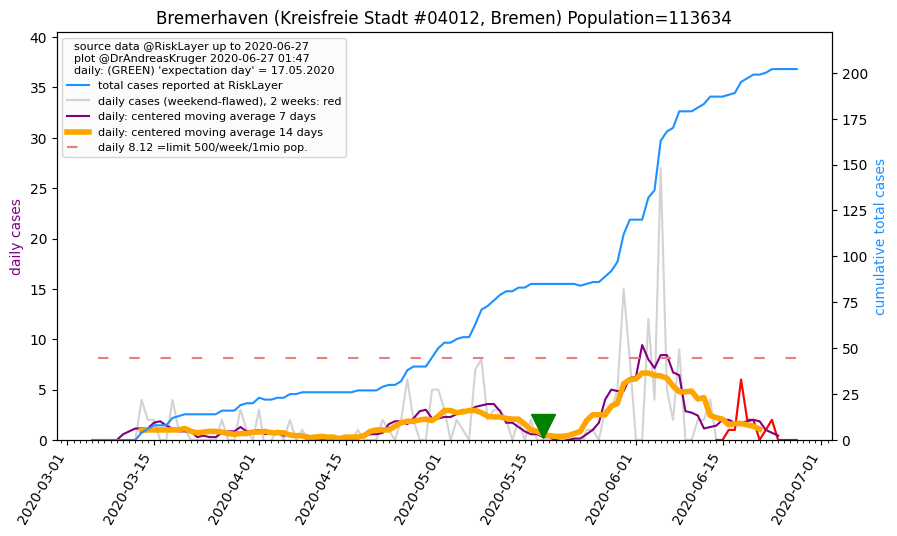 Bremerhaven (Kreisfreie Stadt #04012, Bremen) Population=113634
source data @RiskLayer up to 2020-06-27
plot @DrAndreasKruger 2020-06-27 01:47
daily: (GREEN) 'expectation day' = 17.05.2020
total cases reported at RiskLayer
daily cases (weekend-flawed), 2 weeks: red
daily: centered moving average 7 days
daily: centered moving average 14 days
daily 8.12 =limit 500/week/1mio pop.
daily cases
40
35
30
25
20
15
10
5
0
200
175
150
125
100
75
50
25
0
cumulative total cases
2020-03-01
2020-03-15
2020-04-01
2020-04-15
2020-05-01
2020-05-15
2020-06-01
2020-06-15
2020-07-01